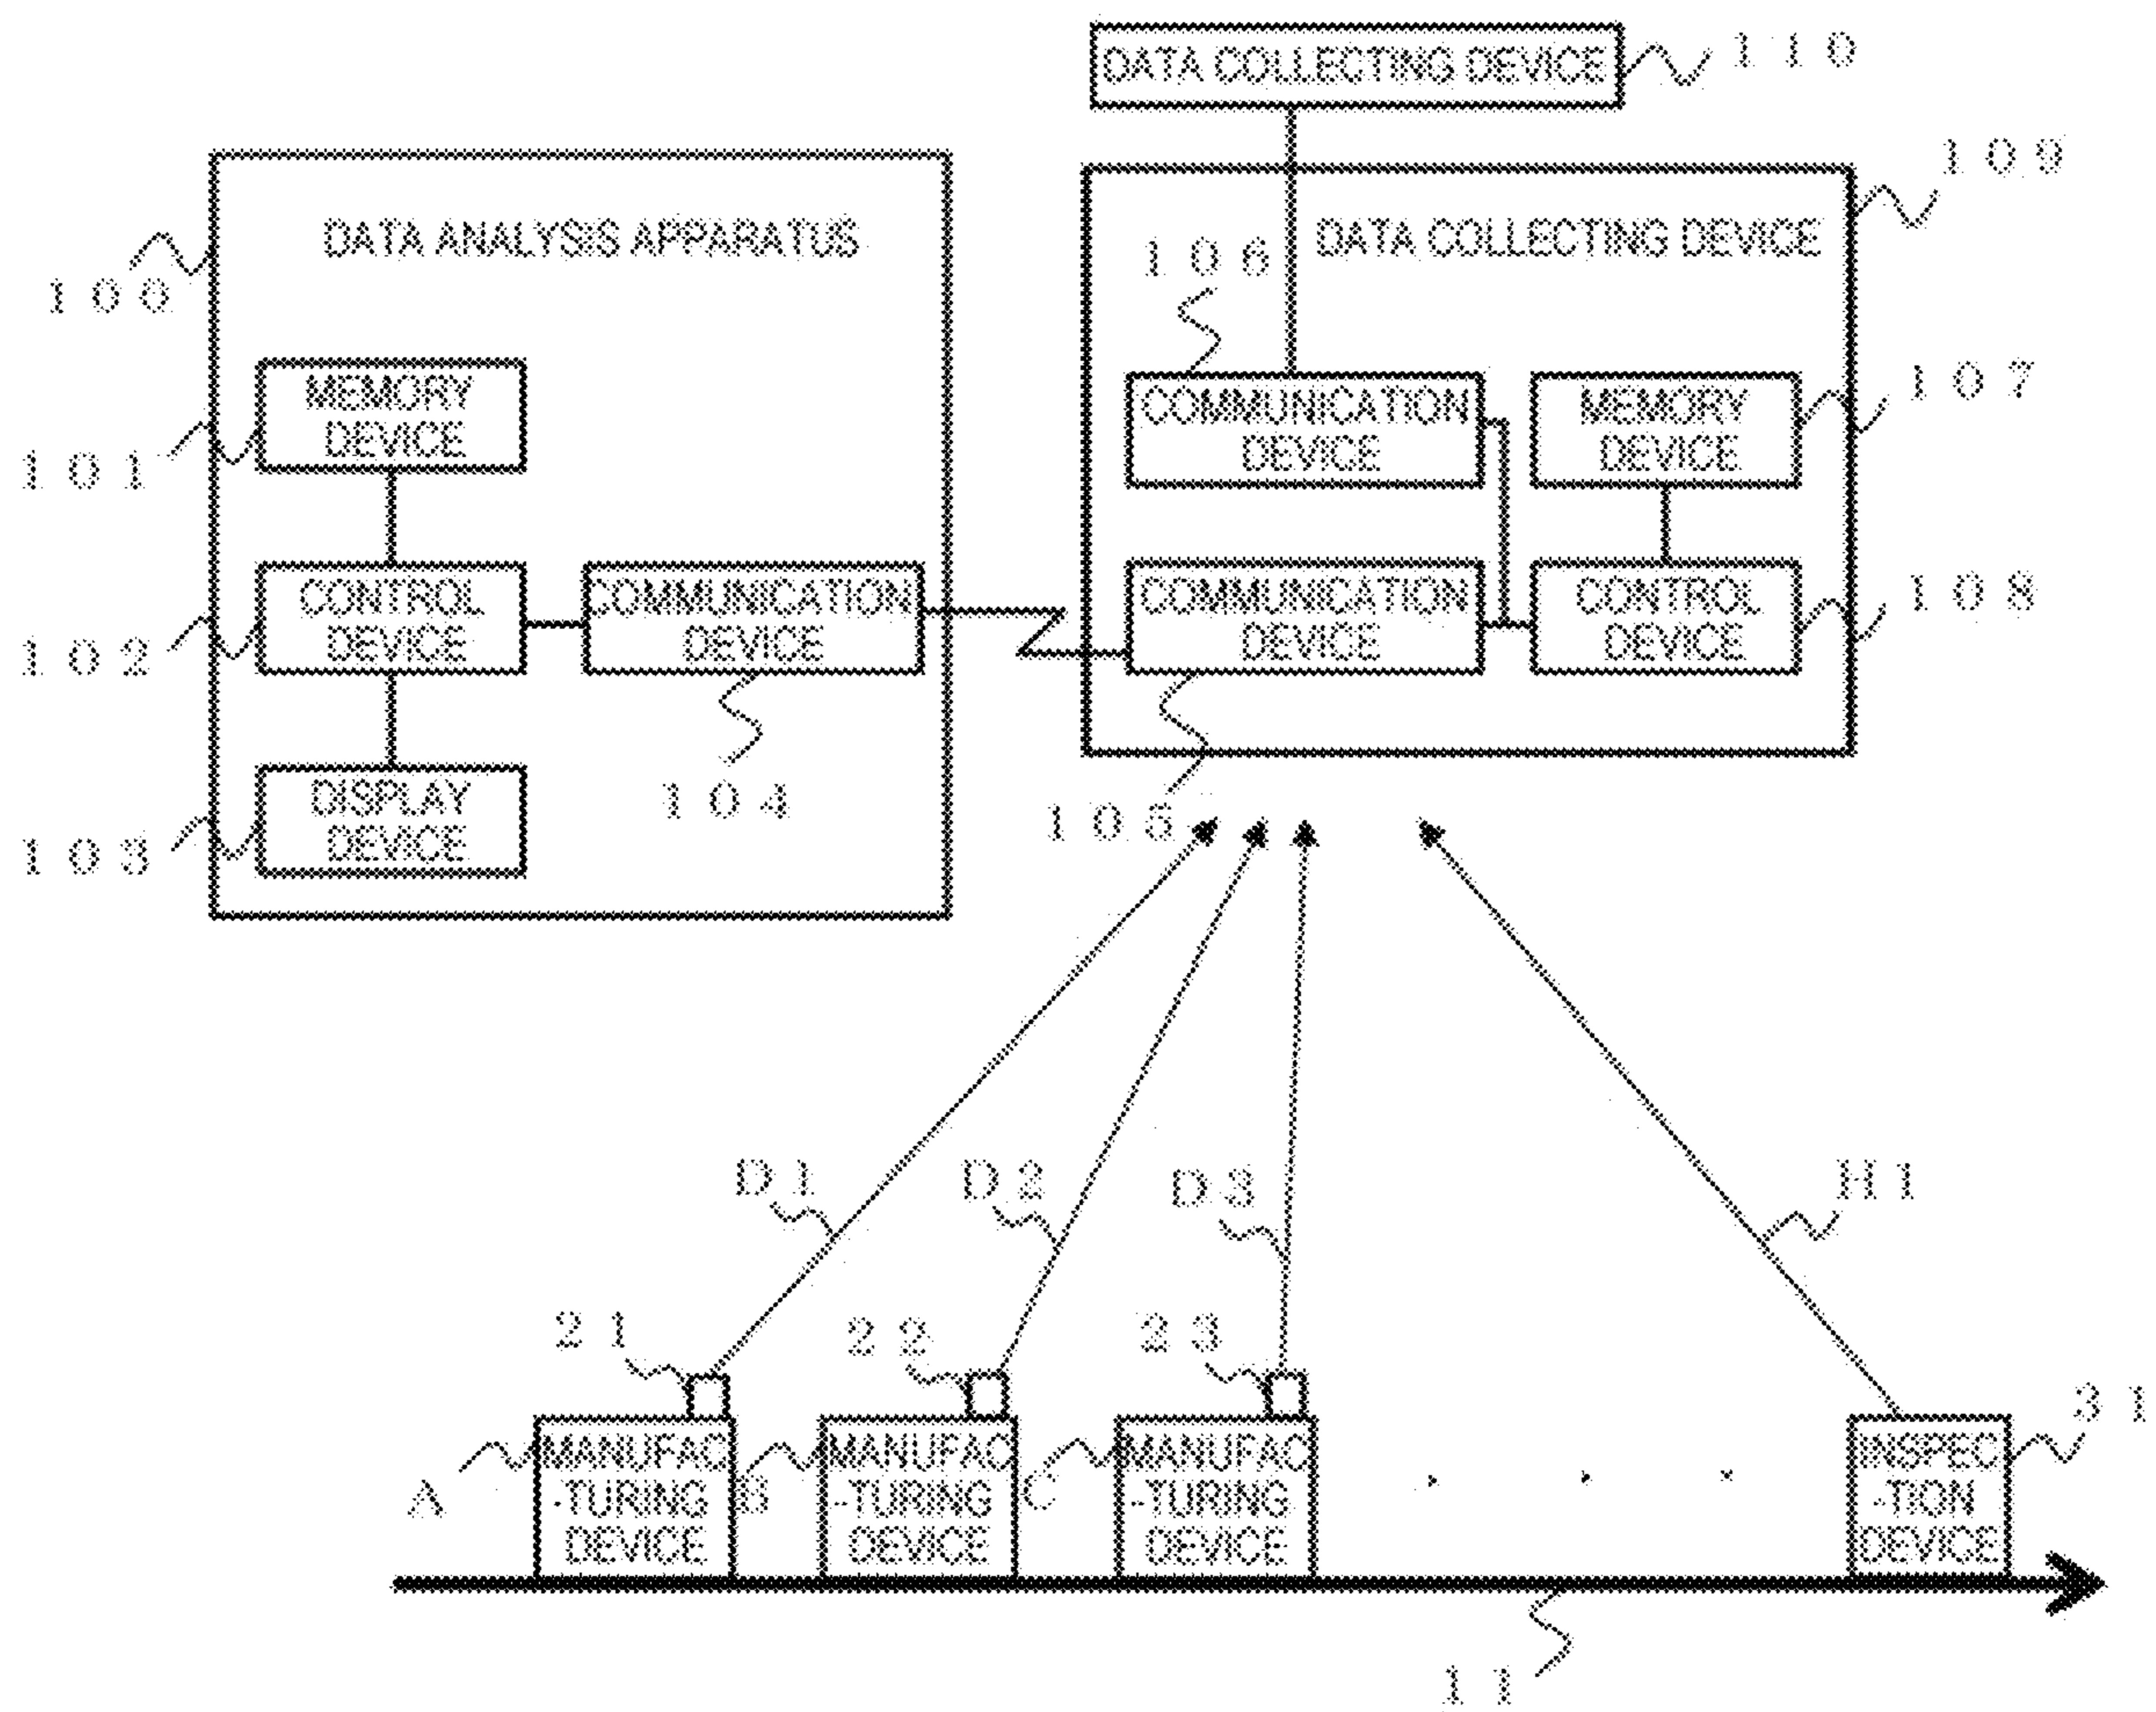 DATA COLLECTING DEVICE
110
109
DATA ANALYSIS APPARATUS
DATA COLLECTING DEVICE
100
106
MEMORY
DEVICE
101
COMMUNICATION
DEVICE
MEMORY
DEVICE
107
CONTROL
DEVICE
102
COMMUNICATION
DEVICE
104
COMMUNICATION
DEVICE
105
CONTROL
DEVICE
108
DISPLAY
DEVICE
103
D1
D2
D3
H1
21
22
23
31
A
MANUFAC
-TURING
DEVICE
B
MANUFAC
-TURING
DEVICE
C
MANUFAC
-TURING
DEVICE
. . .
INSPEC
-TION
DEVICE
11